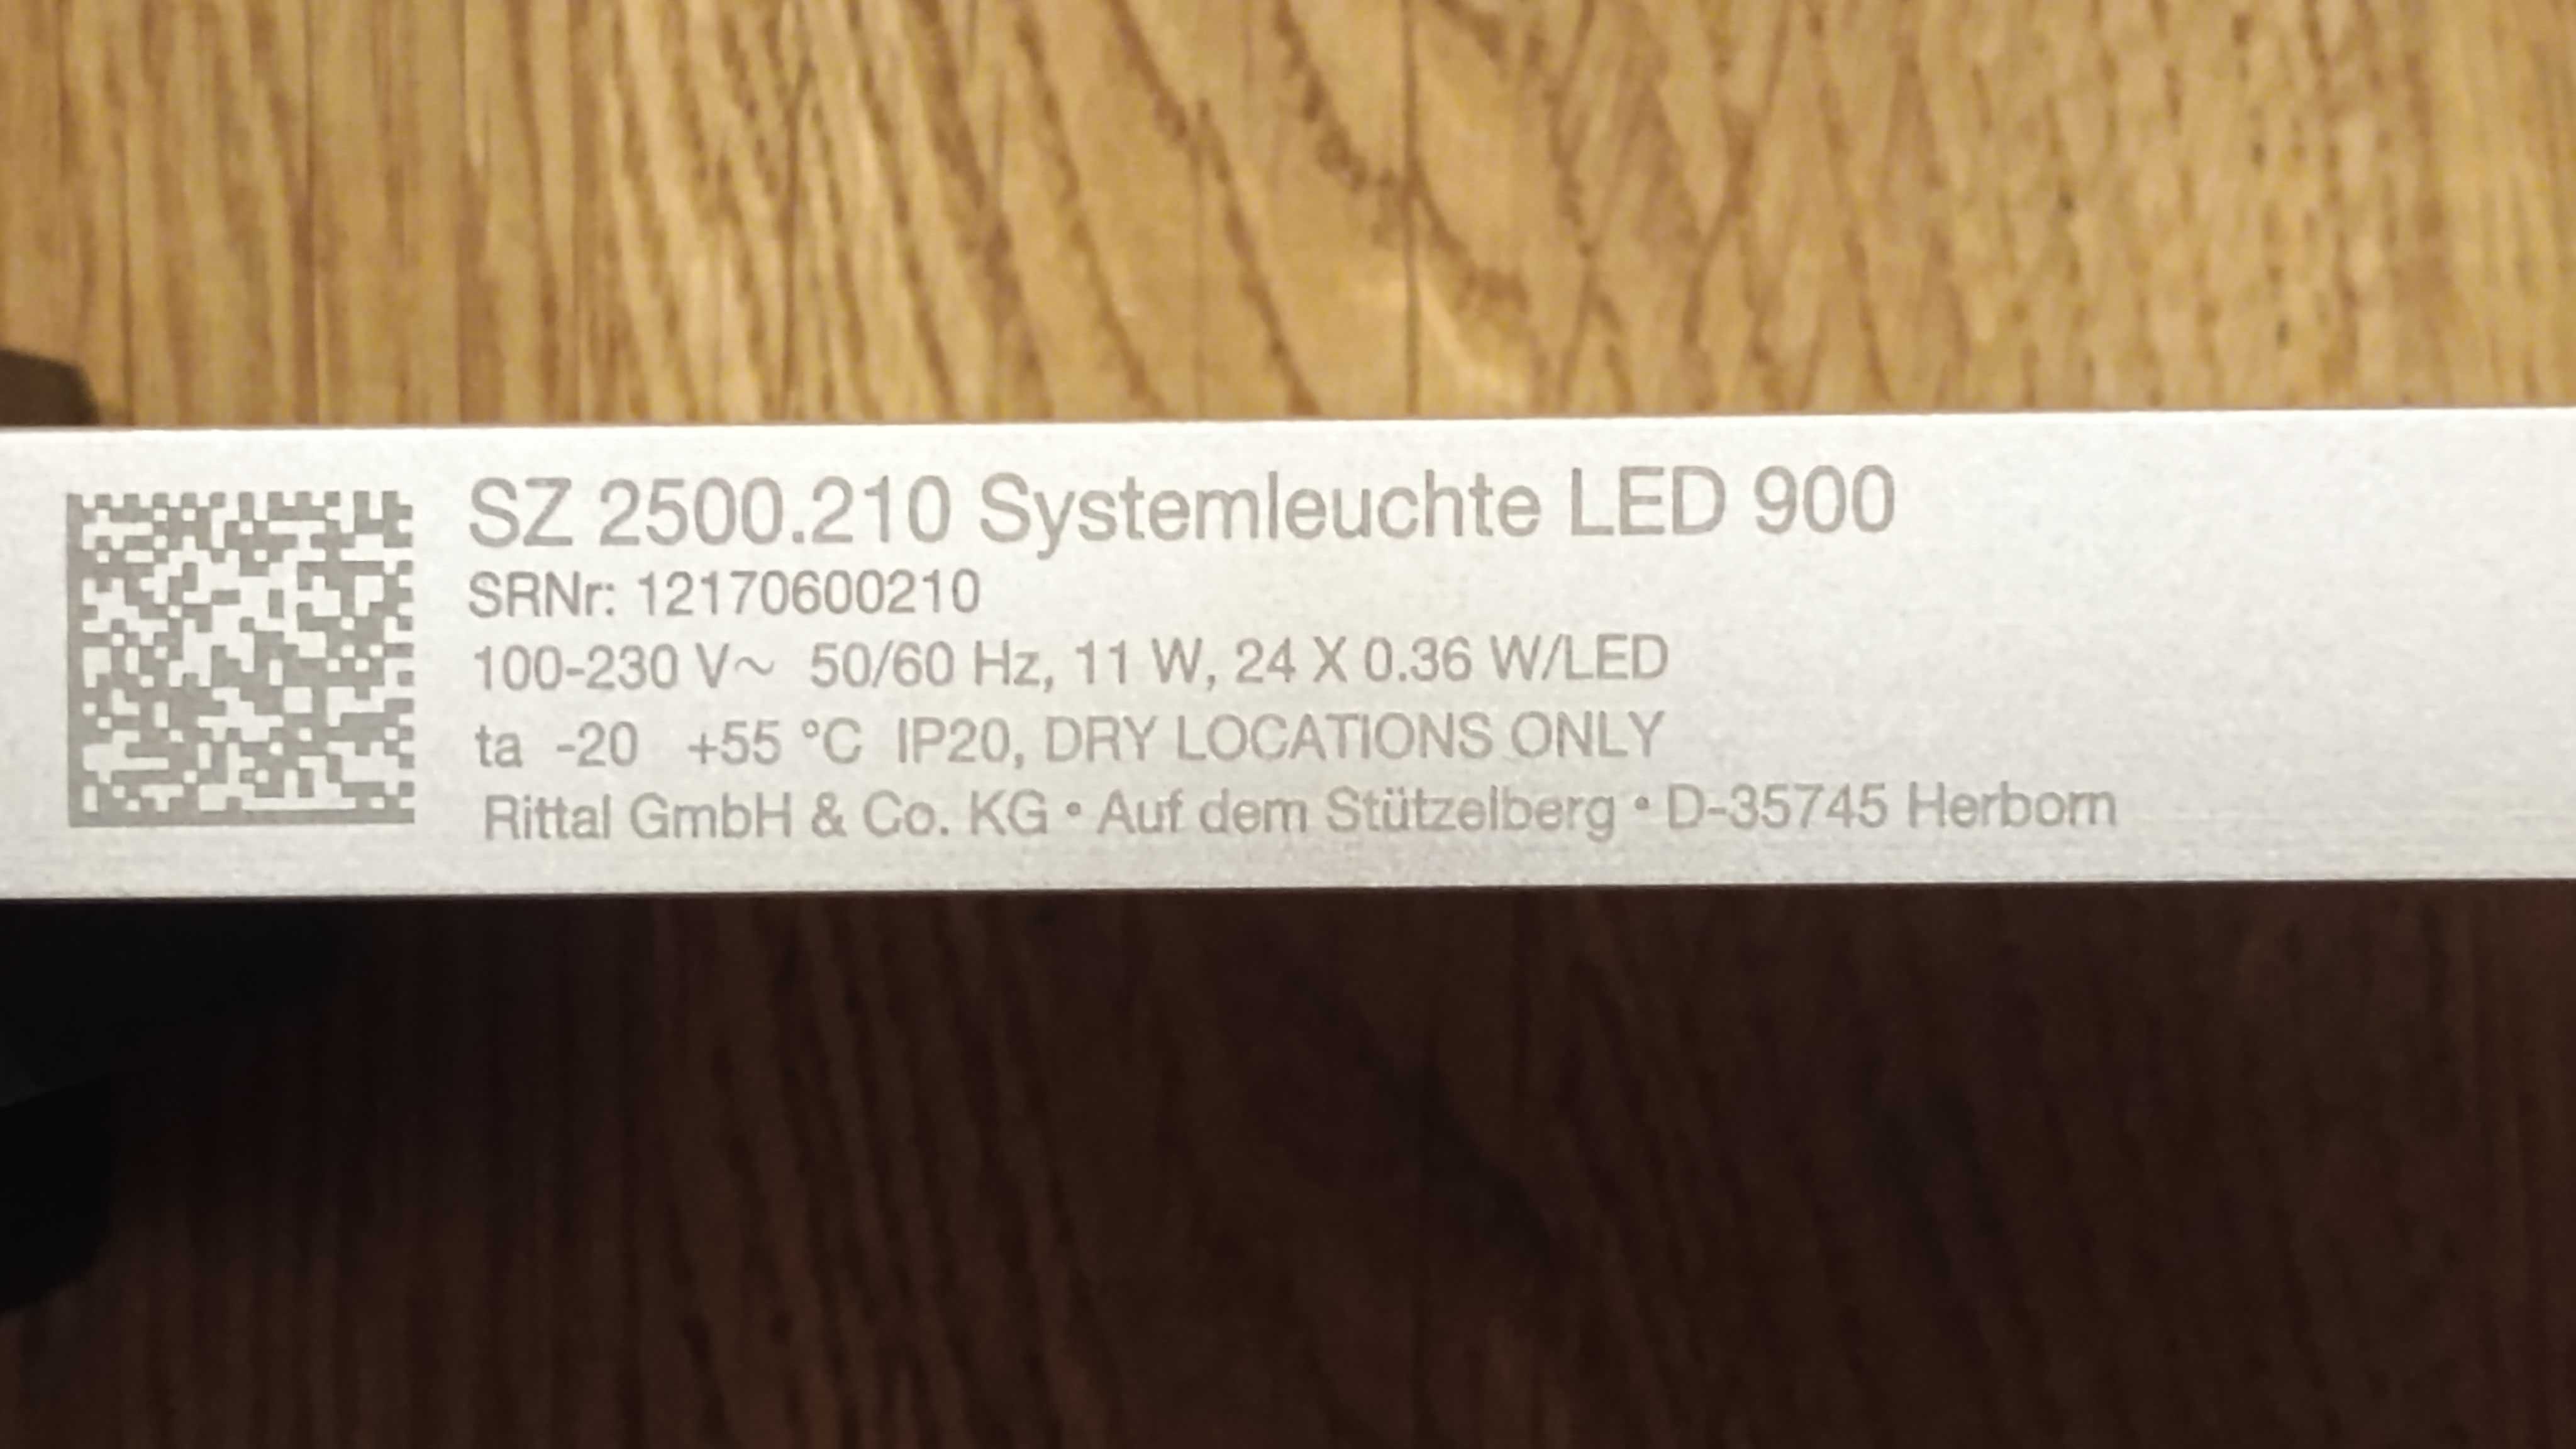 SZ 2500.210 Systemleuchte LED 900
SRNr: 12170600210
100-230 V~ 50/60 Hz, 11 W, 24 X 0.36 W/LED
ta -20 +55 °C IP20, DRY LOCATIONS ONLY
Rittal GmbH & Co. KG • Auf dem Stützelberg • D-35745 Herborn